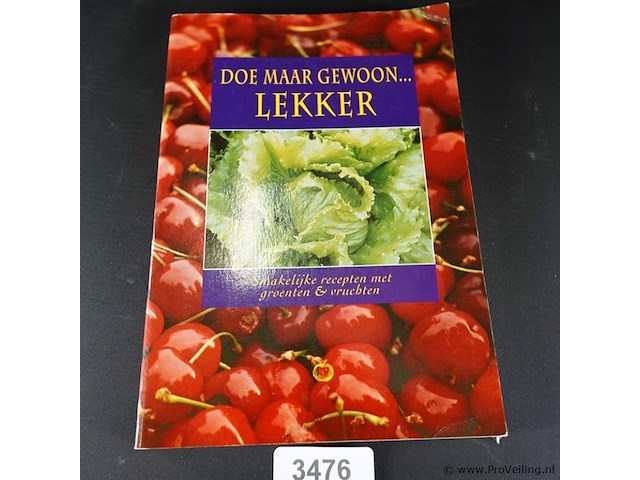 DOE MAAR GEWOON...
LEKKER
Smakelijke recepten met
groenten & vruchten
3476
© www.ProVeiling.nl